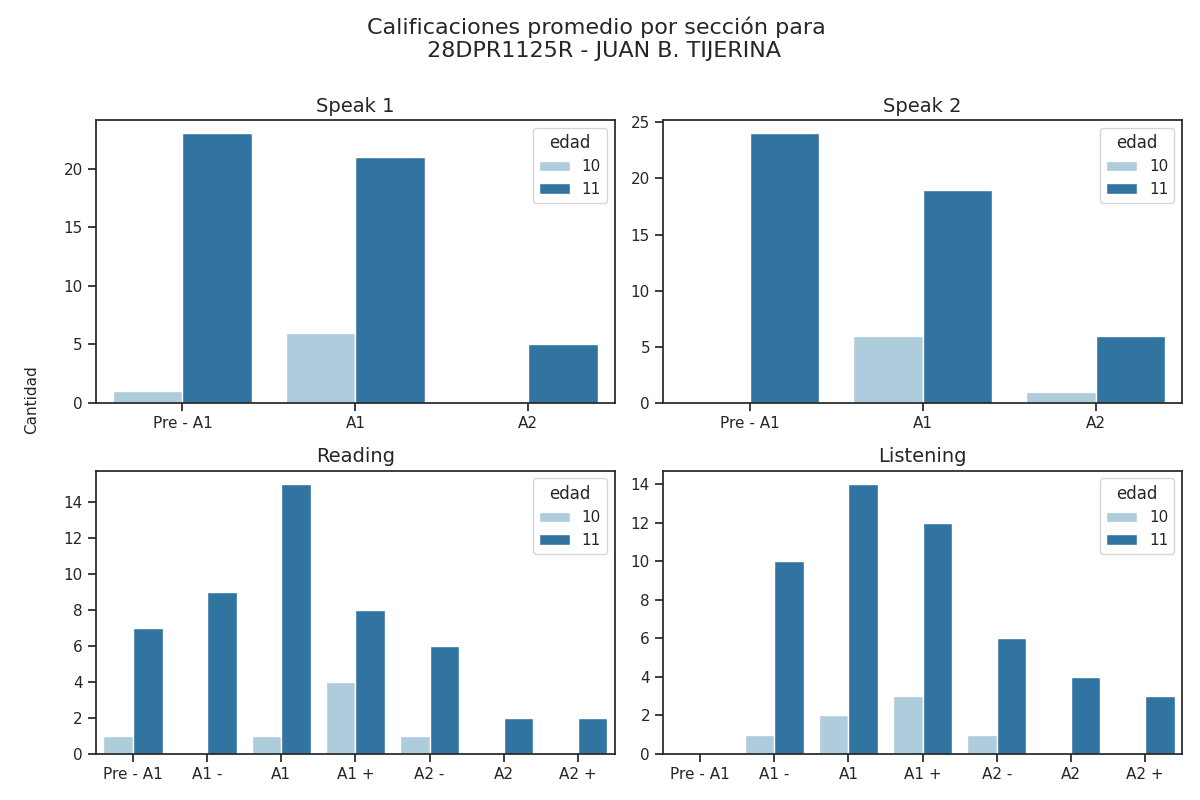 Calificaciones promedio por sección para
28DPR1125R - JUAN B. TIJERINA
Cantidad
Speak 1
20
15
10
5
0
Pre - A1 A1 A2
edad
10
11
Speak 2
25
20
15
10
5
0
Pre - A1 A1 A2
edad
10
11
Reading
14
12
10
8
6
4
2
0
Pre - A1 A1 - A1 A1 + A2 - A2 A2 +
edad
10
11
Listening
14
12
10
8
6
4
2
0
Pre - A1 A1 - A1 A1 + A2 - A2 A2 +
edad
10
11